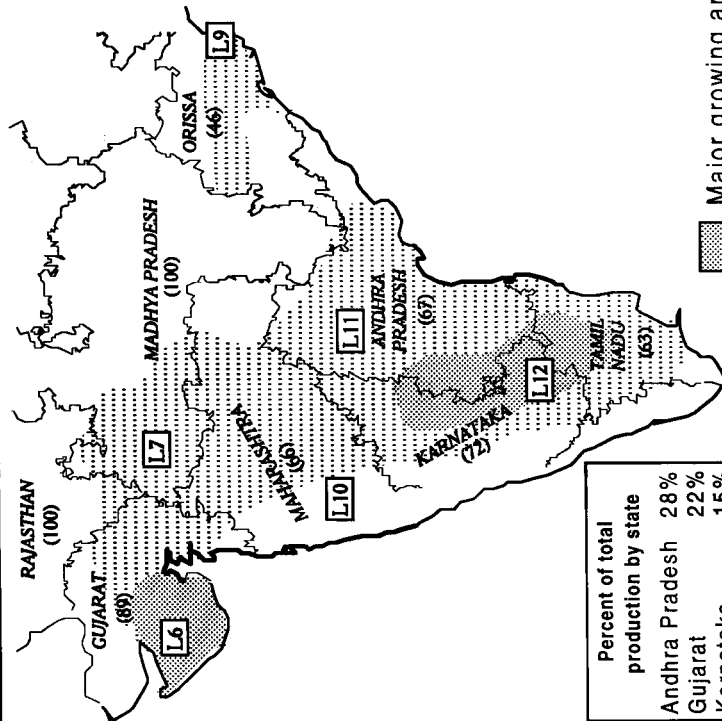 RAJASTHAN
(100)
GUJARAT
(89)
MADHYA PRADESH
(100)
ORISSA
(46)
L9
L7
L6
MAHARASHTRA
(66)
L10
L11
ANDHRA
PRADESH
(67)
KARNATAKA
(72)
L12
TAMIL
NADU
(63)
Percent of total
production by state
Andhra Pradesh 28%
Gujarat 22%
Karnataka 15%
Major growing